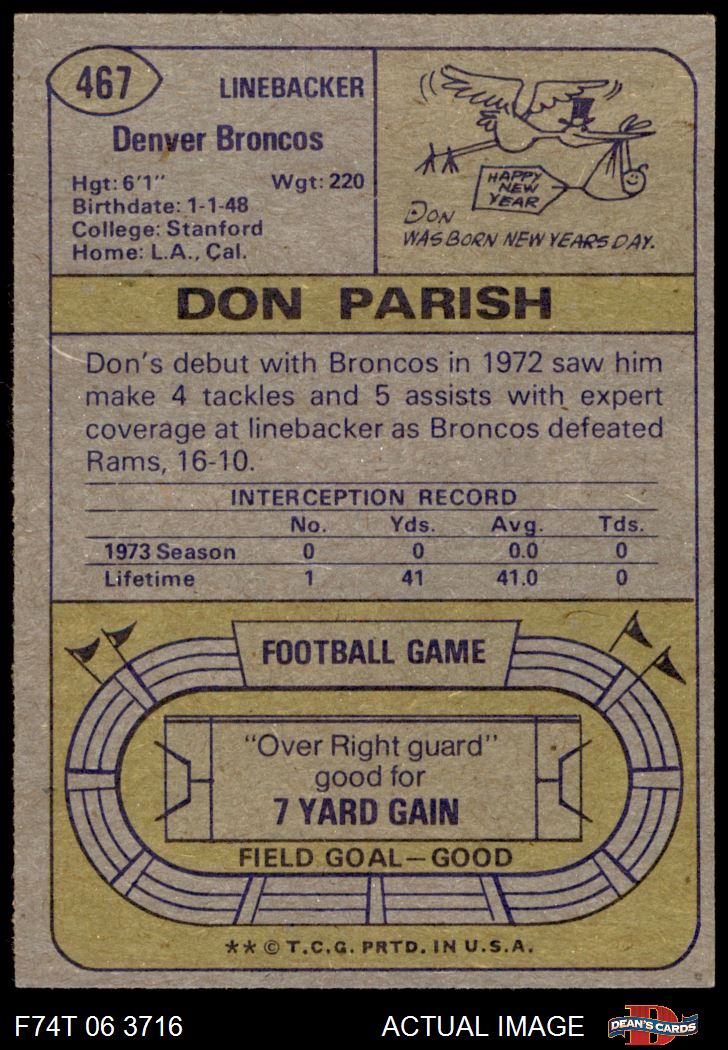 467
LINEBACKER
Denver Broncos
Hgt: 6'1" Wgt: 220
Birthdate: 1-1-48
College: Stanford
Home: L.A., Cal.
HAPPY
NEW
YEAR
DON
WAS BORN NEW YEARS DAY.
DON PARISH
Don's debut with Broncos in 1972 saw him
make 4 tackles and 5 assists with expert
coverage at linebacker as Broncos defeated
Rams, 16-10.
INTERCEPTION RECORD
No. Yds. Avg. Tds.
1973 Season 0 0 0.0 0
Lifetime 1 41 41.0 0
FOOTBALL GAME
"Over Right guard"
good for
7 YARD GAIN
FIELD GOAL—GOOD
** © T.C.G. PRTD. IN U.S.A.
F74T 06 3716 ACTUAL IMAGE
D
DEAN'S CARDS